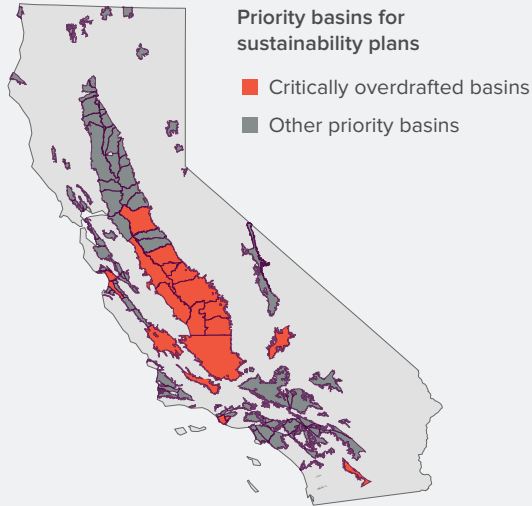 Priority basins for
sustainability plans
Critically overdrafted basins
Other priority basins